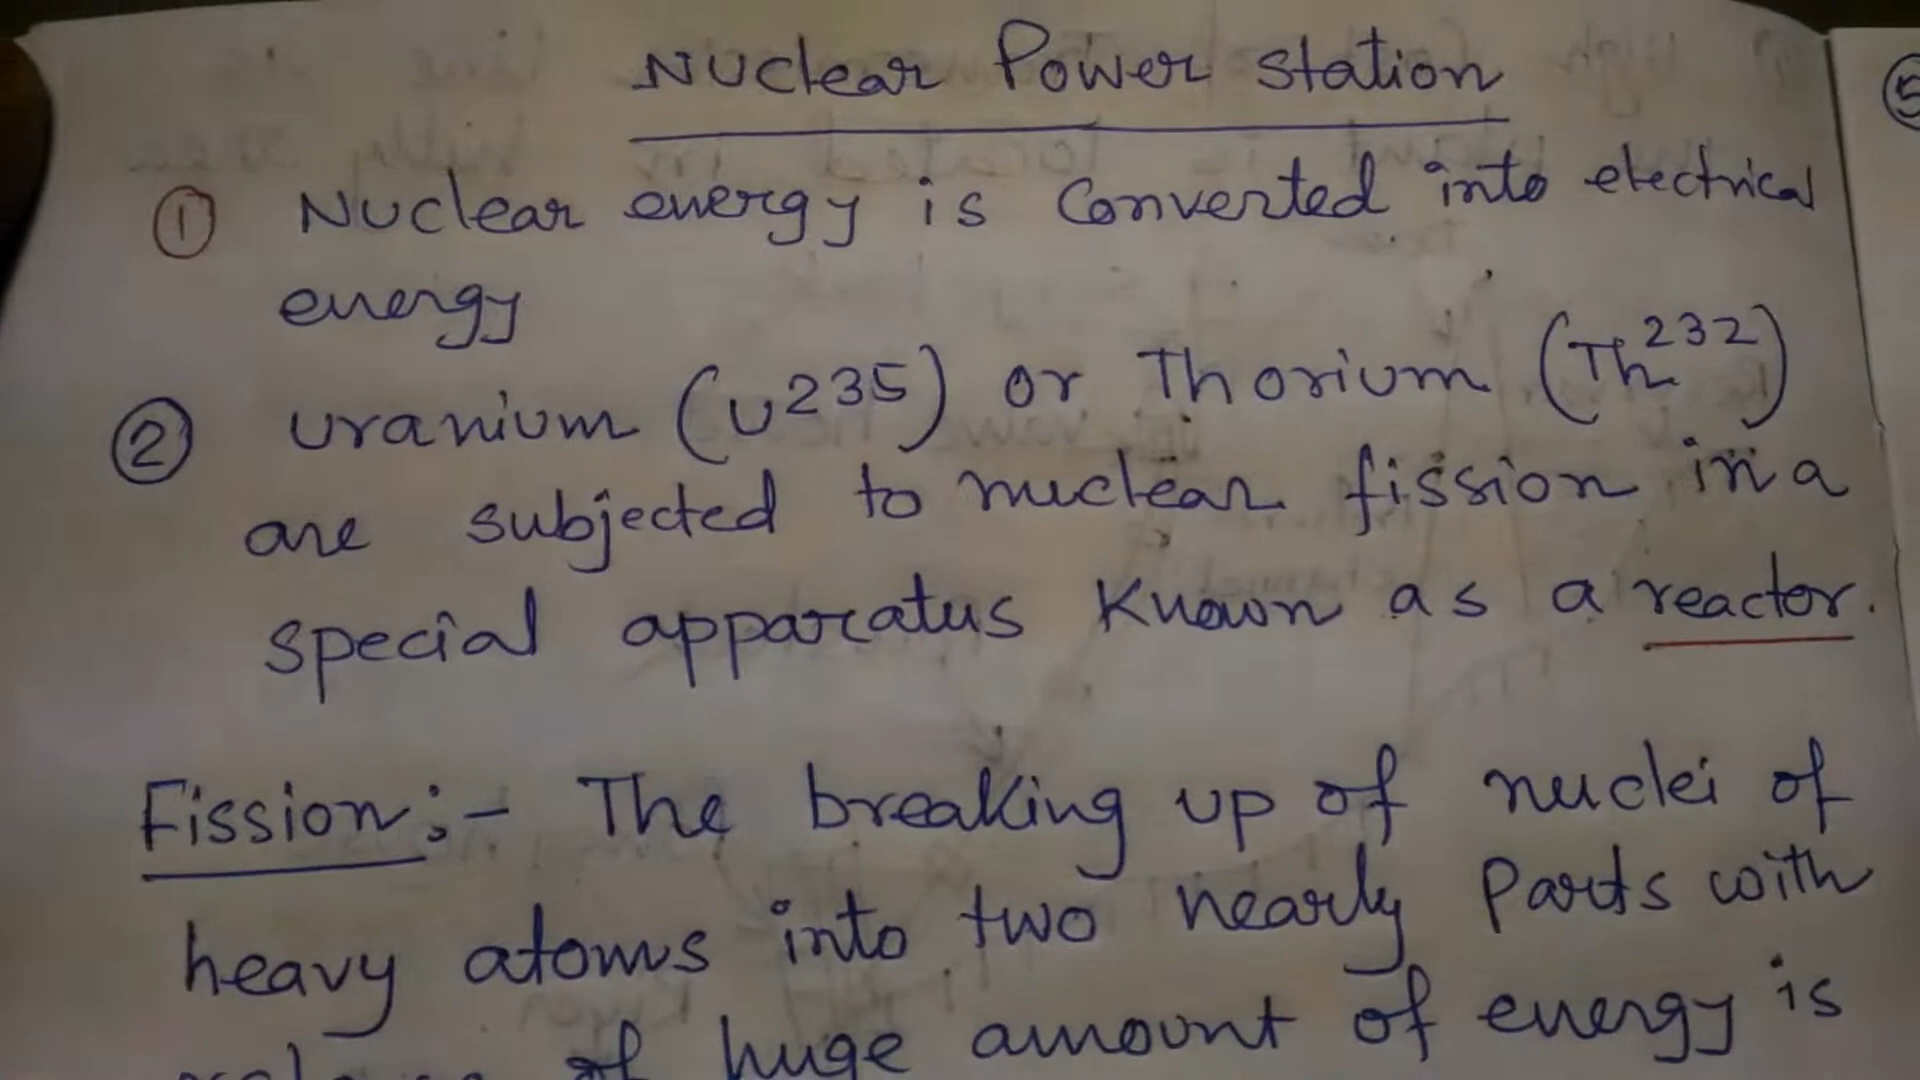 Nuclear Power station
① Nuclear energy is Converted into electrical
energy
② uranium (U235) or Thorium (Th232)
are subjected to nuclear fission in a
special apparatus Known as a reactor.
Fission:- The breaking up of nuclei of
heavy atoms into two nearly Parts with
of huge amount of energy is
⑤